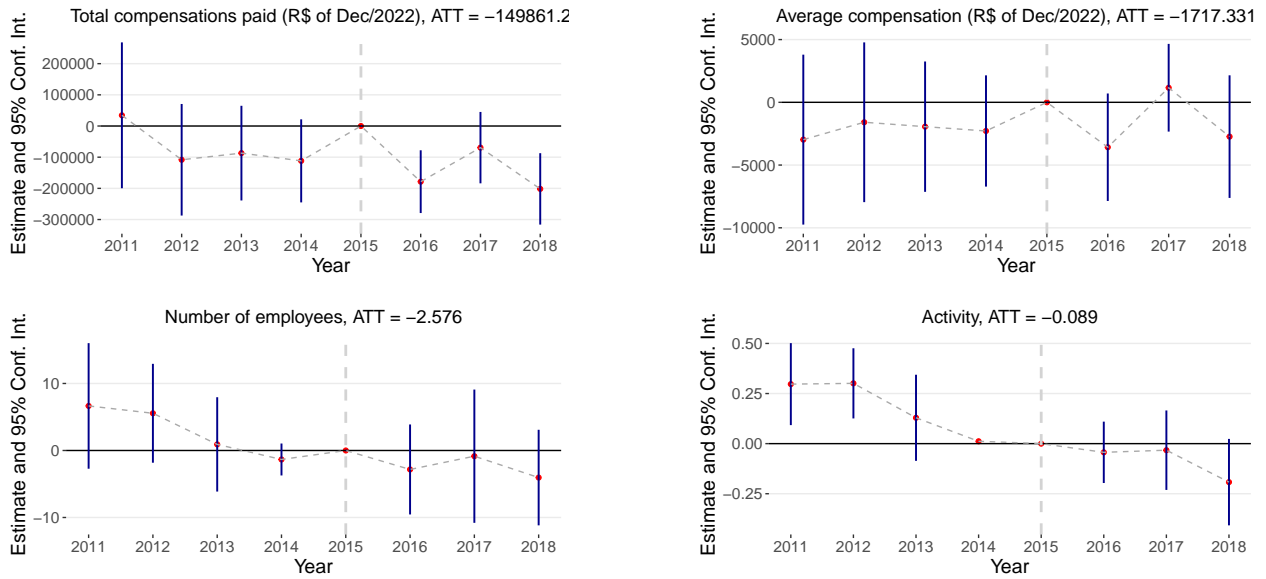 Total compensations paid (R$ of Dec/2022), ATT = −149861.2
Estimate and 95% Conf. Int.
200000
100000
0
−100000
−200000
−300000
2011 2012 2013 2014 2015 2016 2017 2018
Year
Average compensation (R$ of Dec/2022), ATT = −1717.331
Estimate and 95% Conf. Int.
5000
0
−5000
−10000
2011 2012 2013 2014 2015 2016 2017 2018
Year
Number of employees, ATT = −2.576
Estimate and 95% Conf. Int.
10
0
−10
2011 2012 2013 2014 2015 2016 2017 2018
Year
Activity, ATT = −0.089
Estimate and 95% Conf. Int.
0.50
0.25
0.00
−0.25
2011 2012 2013 2014 2015 2016 2017 2018
Year